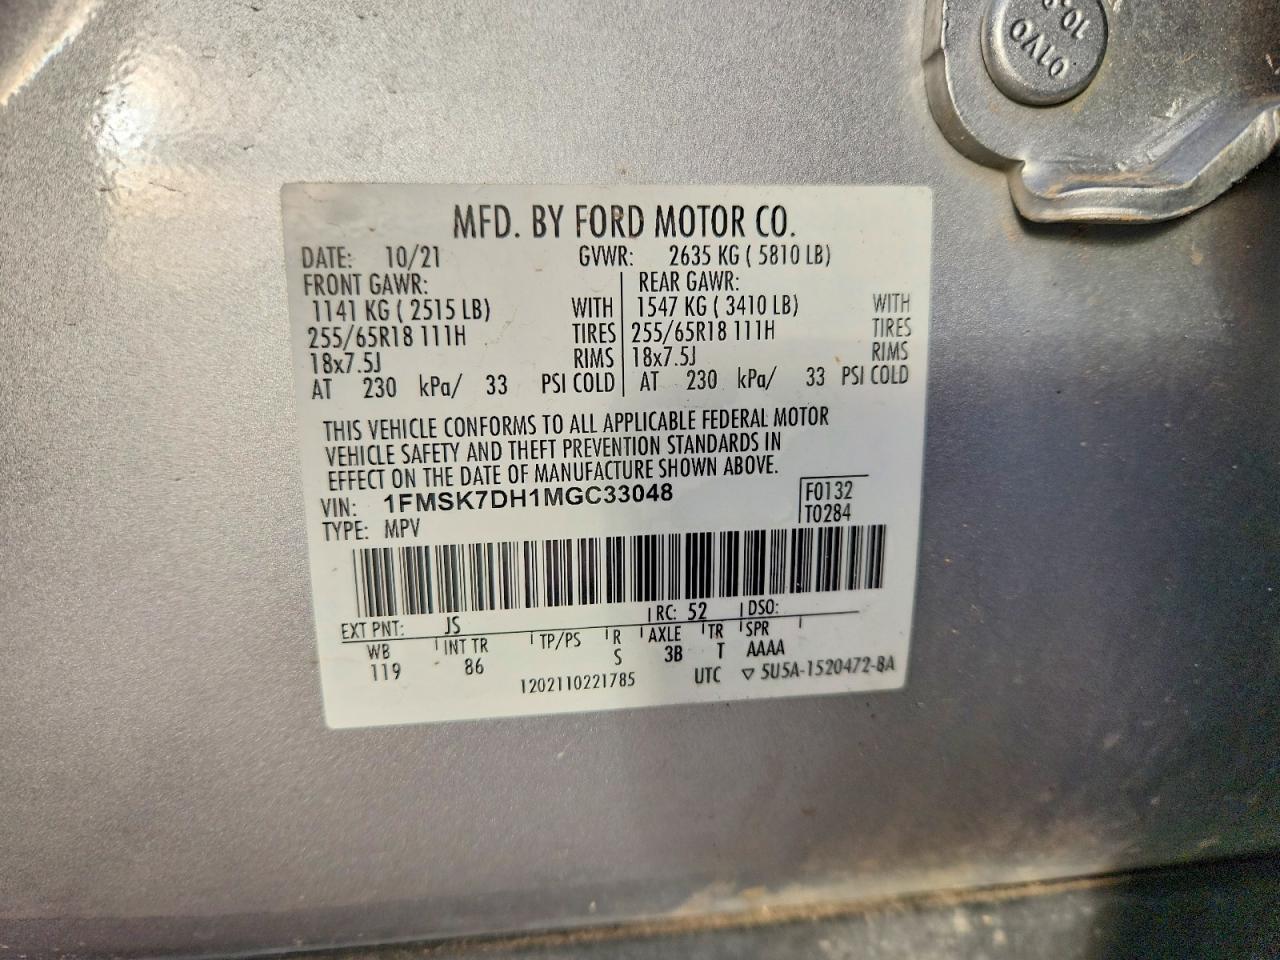 01VO
10.9
MFD. BY FORD MOTOR CO.
DATE: 10/21 GVWR: 2635 KG ( 5810 LB)
FRONT GAWR: REAR GAWR:
1141 KG ( 2515 LB) WITH 1547 KG ( 3410 LB) WITH
255/65R18 111H TIRES 255/65R18 111H TIRES
18x7.5J RIMS 18x7.5J RIMS
AT 230 kPa/ 33 PSI COLD AT 230 kPa/ 33 PSI COLD
THIS VEHICLE CONFORMS TO ALL APPLICABLE FEDERAL MOTOR
VEHICLE SAFETY AND THEFT PREVENTION STANDARDS IN
EFFECT ON THE DATE OF MANUFACTURE SHOWN ABOVE.
VIN: 1FMSK7DH1MGC33048 F0132
TYPE: MPV T0284
EXT PNT: JS RC: 52 DSO:
WB INT TR TP/PS R AXLE TR SPR
119 86 S 3B T AAAA
1202110221785 UTC ▽ 5U5A-1520472-BA